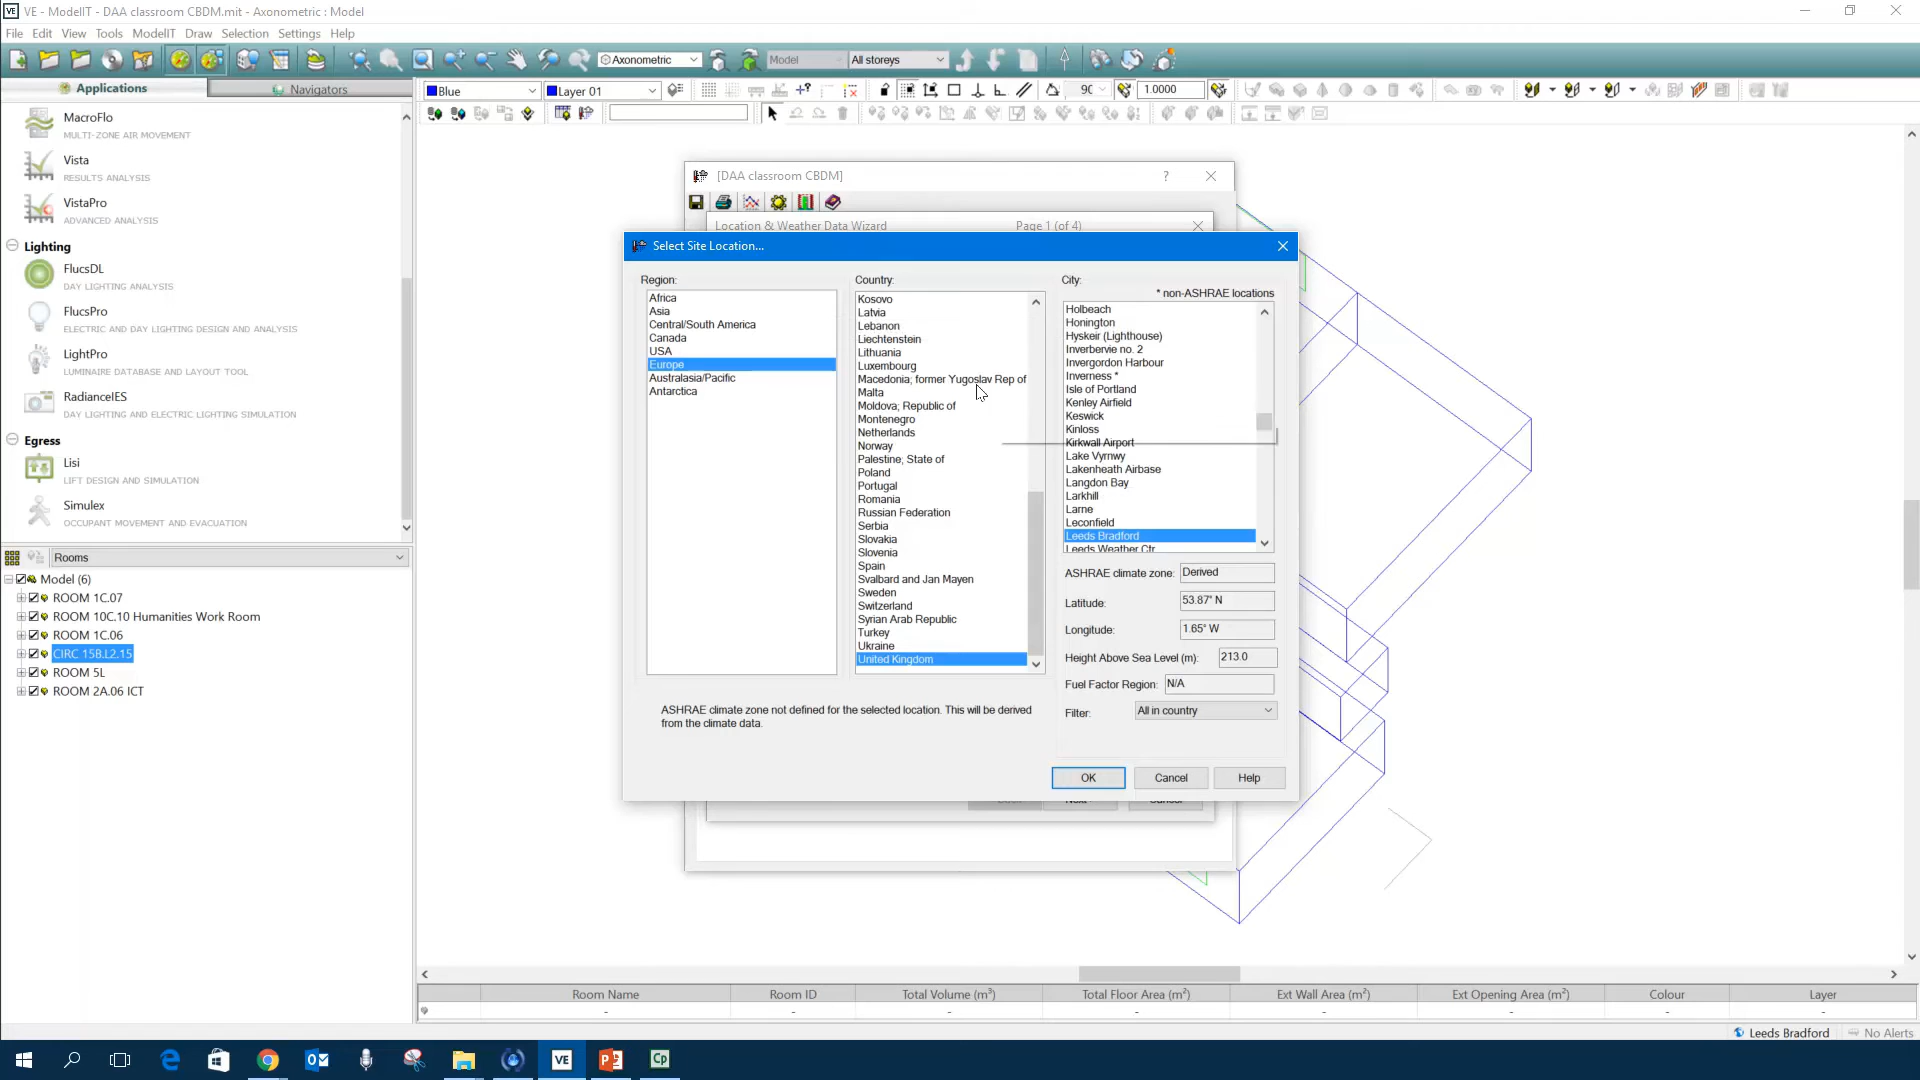 VE - ModelIT - DAA classroom CBDM.mit - Axonometric : Model
File Edit View Tools ModelIT Draw Selection Settings Help
Axonometric Model All storeys
Applications Navigators
Blue Layer 01 90 1.0000
MacroFlo
MULTI-ZONE AIR MOVEMENT
Vista
RESULTS ANALYSIS
VistaPro
ADVANCED ANALYSIS
Lighting
FlucsDL
DAY LIGHTING ANALYSIS
FlucsPro
ELECTRIC AND DAY LIGHTING DESIGN AND ANALYSIS
LightPro
LUMINAIRE DATABASE AND LAYOUT TOOL
RadianceIES
DAY LIGHTING AND ELECTRIC LIGHTING SIMULATION
Egress
Lisi
LIFT DESIGN AND SIMULATION
Simulex
OCCUPANT MOVEMENT AND EVACUATION
Rooms
Model (6)
ROOM 1C.07
ROOM 10C.10 Humanities Work Room
ROOM 1C.06
CIRC 15B.L2.15
ROOM 5L
ROOM 2A.06 ICT
[DAA classroom CBDM] ?
Location & Weather Data Wizard Page 1 (of 4)
Select Site Location...
Region:
Africa
Asia
Central/South America
Canada
USA
Europe
Australasia/Pacific
Antarctica
Country:
Kosovo
Latvia
Lebanon
Liechtenstein
Lithuania
Luxembourg
Macedonia; former Yugoslav Rep of
Malta
Moldova; Republic of
Montenegro
Netherlands
Norway
Palestine; State of
Poland
Portugal
Romania
Russian Federation
Serbia
Slovakia
Slovenia
Spain
Svalbard and Jan Mayen
Sweden
Switzerland
Syrian Arab Republic
Turkey
Ukraine
United Kingdom
City:
* non-ASHRAE locations
Holbeach
Honington
Hyskeir (Lighthouse)
Inverbervie no. 2
Invergordon Harbour
Inverness *
Isle of Portland
Kenley Airfield
Keswick
Kinloss
Kirkwall Airport
Lake Vyrnwy
Lakenheath Airbase
Langdon Bay
Larkhill
Larne
Leconfield
Leeds Bradford
Leeds Weather Ctr
ASHRAE climate zone: Derived
Latitude: 53.87° N
Longitude: 1.65° W
Height Above Sea Level (m): 213.0
Fuel Factor Region: N/A
Filter: All in country
ASHRAE climate zone not defined for the selected location. This will be derived
from the climate data.
OK Cancel Help
Room Name Room ID Total Volume (m³) Total Floor Area (m²) Ext Wall Area (m²) Ext Opening Area (m²) Colour Layer
- - - - - - - -
Leeds Bradford No Alerts
VE Cp